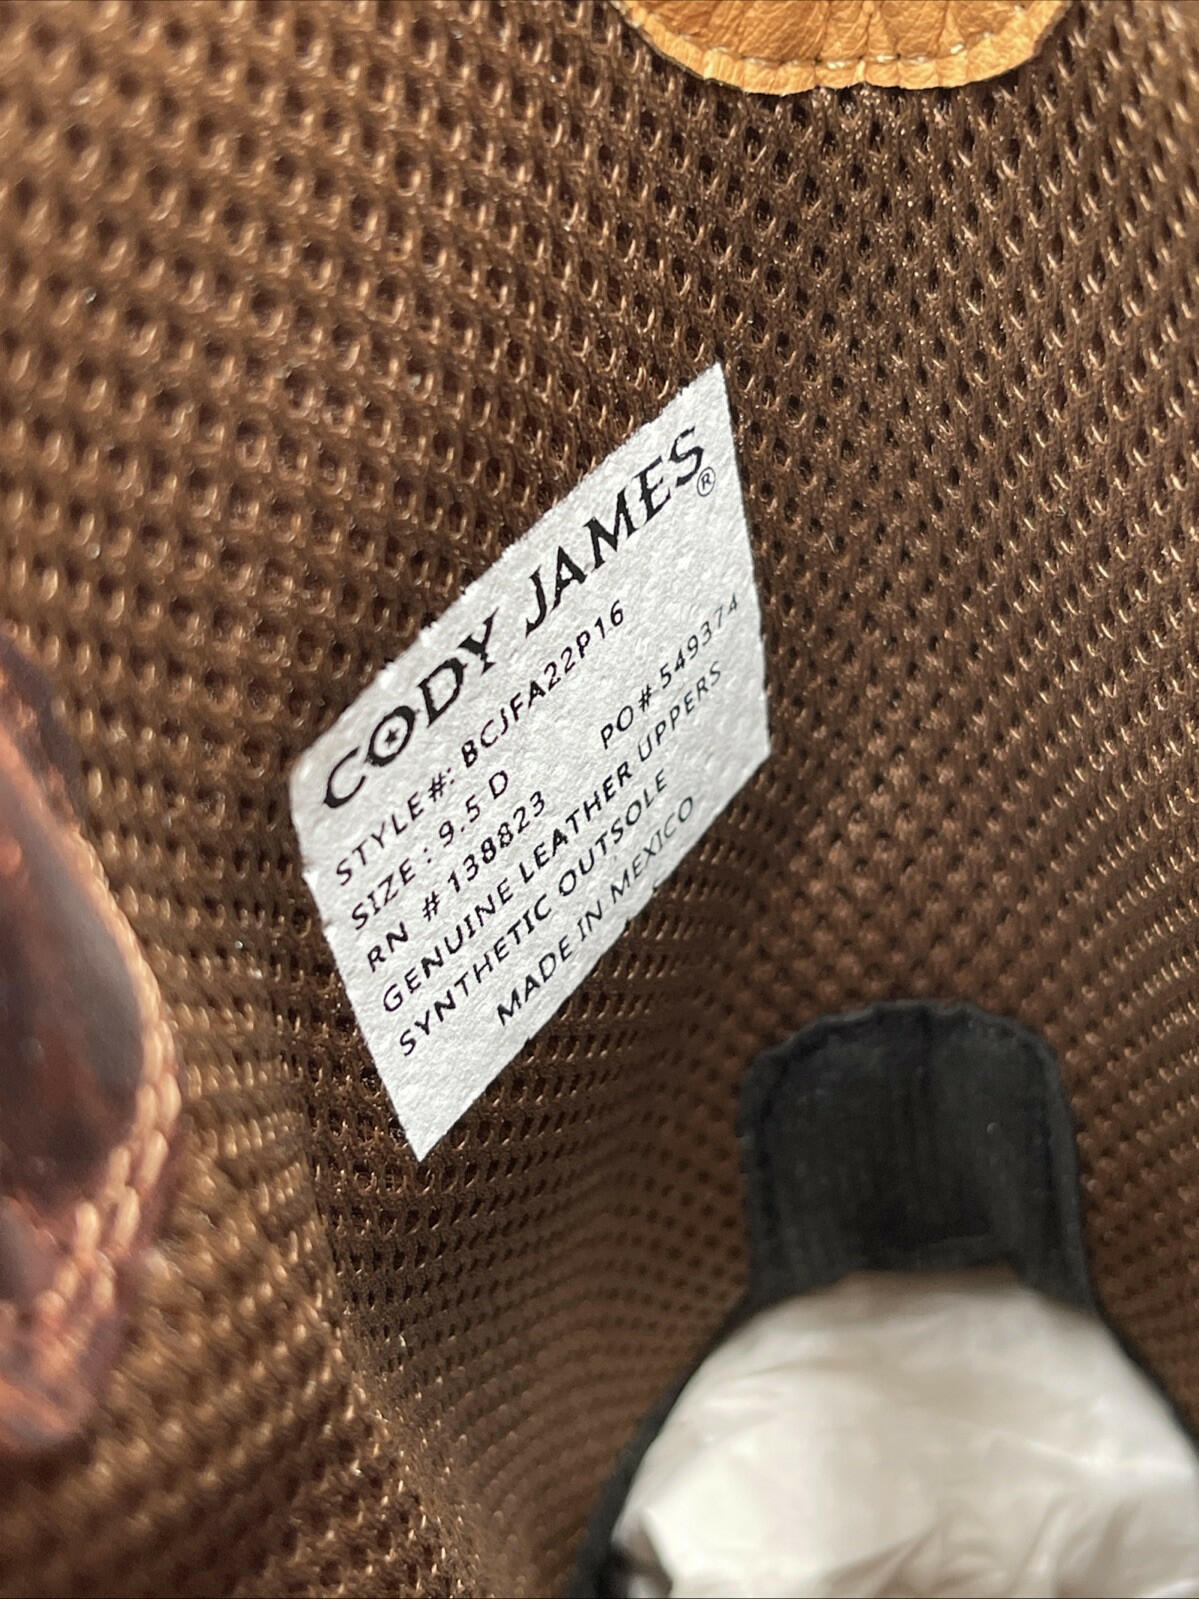 CODY JAMES®
STYLE#: BCJFA22P16
SIZE : 9.5 D
RN # 138823 PO# 549374
GENUINE LEATHER UPPERS
SYNTHETIC OUTSOLE
MADE IN MEXICO